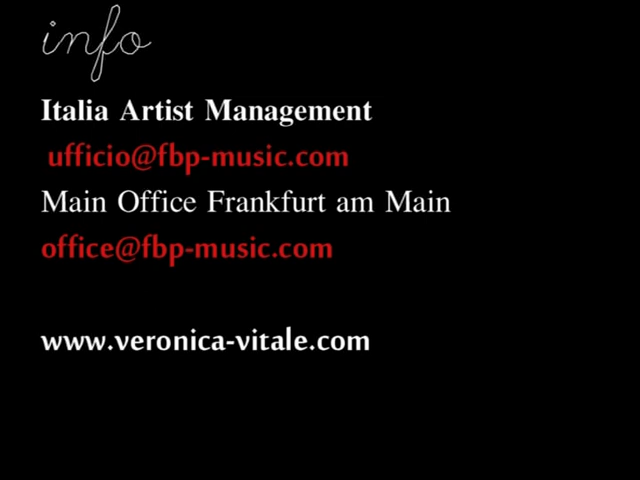 info
Italia Artist Management
ufficio@fbp-music.com
Main Office Frankfurt am Main
office@fbp-music.com
www.veronica-vitale.com